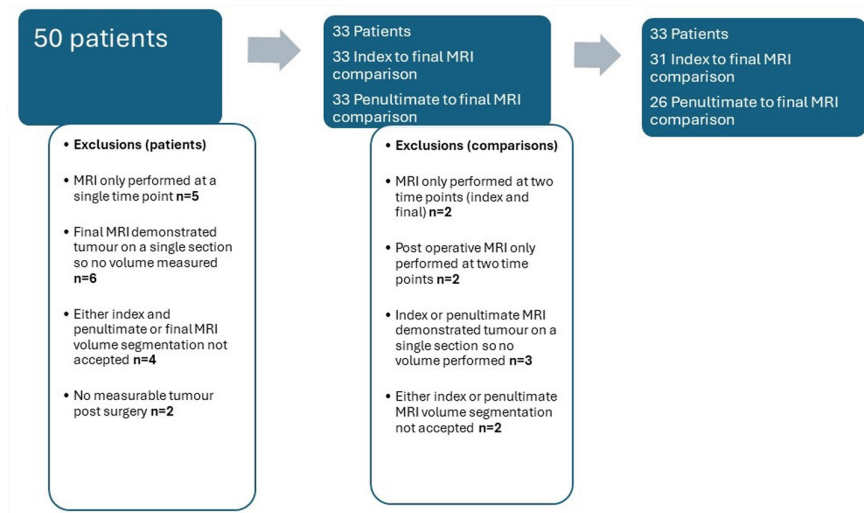 50 patients
• Exclusions (patients)
• MRI only performed at a
single time point n=5
• Final MRI demonstrated
tumour on a single section
so no volume measured
n=6
• Either index and
penultimate or final MRI
volume segmentation not
accepted n=4
• No measurable tumour
post surgery n=2
33 Patients
33 Index to final MRI
comparison
33 Penultimate to final MRI
comparison
• Exclusions (comparisons)
• MRI only performed at two
time points (index and
final) n=2
• Post operative MRI only
performed at two time
points n=2
• Index or penultimate MRI
demonstrated tumour on a
single section so no
volume performed n=3
• Either index or penultimate
MRI volume segmentation
not accepted n=2
33 Patients
31 Index to final MRI
comparison
26 Penultimate to final MRI
comparison